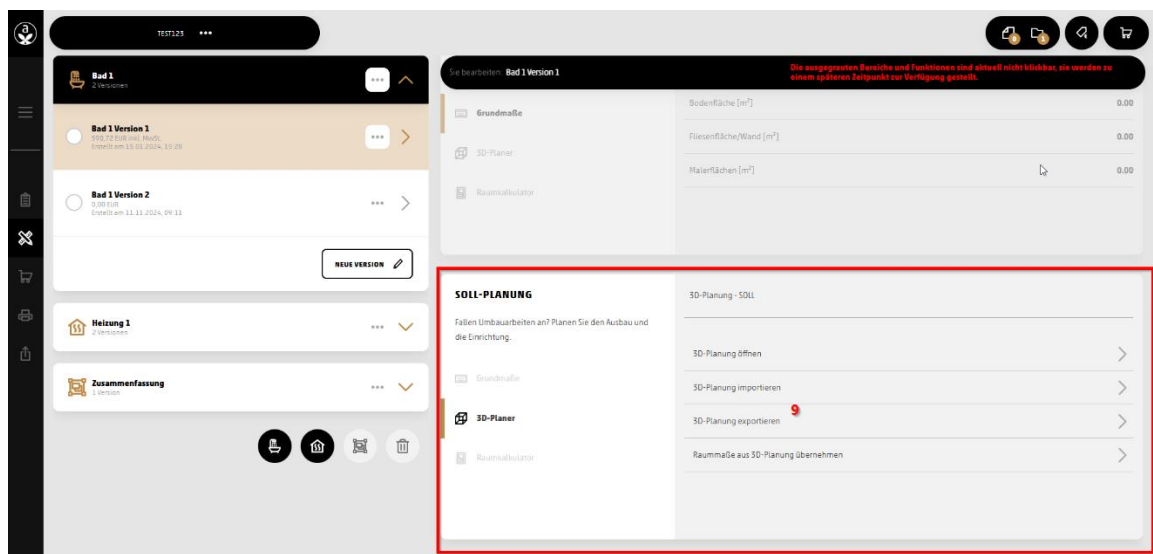 a
TEST123 •••
0
1
Bad 1
2 Versionen
Bad 1 Version 1
590,72 EUR inkl. MwSt.
Erstellt am 15.01.2024, 15:28
Bad 1 Version 2
0,00 EUR
Erstellt am 11.11.2024, 09:11
NEUE VERSION
Heizung 1
2 Versionen
Zusammenfassung
1 Version
Sie bearbeiten: Bad 1 Version 1
Die ausgegrauten Bereiche und Funktionen sind aktuell nicht klickbar, sie werden zu
einem späteren Zeitpunkt zur Verfügung gestellt.
Grundmaße
3D-Planer
Raumkalkulator
Bodenfläche [m²] 0.00
Fliesenfläche/Wand [m²] 0.00
Malerflächen [m²] 0.00
SOLL-PLANUNG
Fallen Umbauarbeiten an? Planen Sie den Ausbau und
die Einrichtung.
Grundmaße
3D-Planer
Raumkalkulator
3D-Planung - SOLL
3D-Planung öffnen
3D-Planung importieren
9
3D-Planung exportieren
Raummaße aus 3D-Planung übernehmen